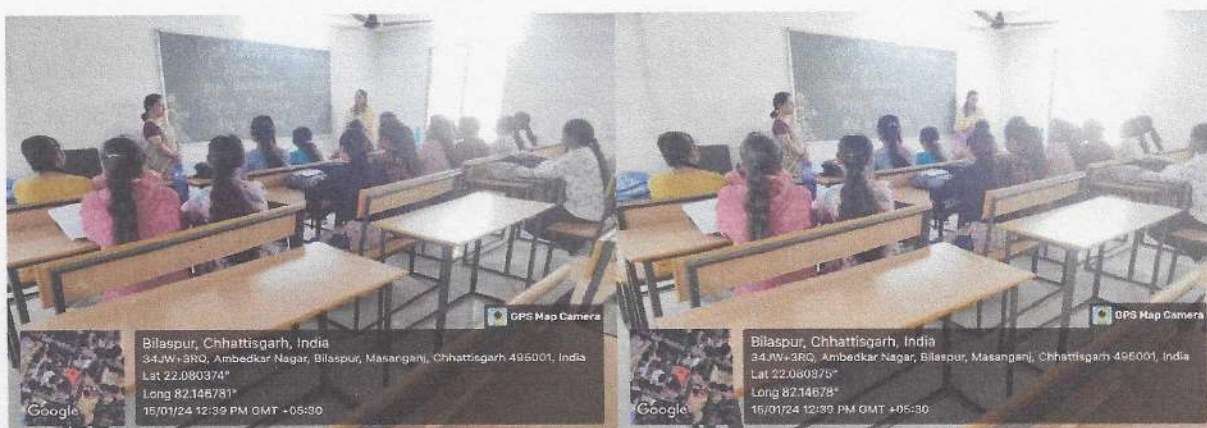 GPS Map Camera
Bilaspur, Chhattisgarh, India
34JW+3RQ, Ambedkar Nagar, Bilaspur, Masanganj, Chhattisgarh 495001, India
Lat 22.080374°
Long 82.146781°
15/01/24 12:39 PM GMT +05:30
Google
GPS Map Camera
Bilaspur, Chhattisgarh, India
34JW+3RQ, Ambedkar Nagar, Bilaspur, Masanganj, Chhattisgarh 495001, India
Lat 22.080375°
Long 82.14678°
15/01/24 12:39 PM GMT +05:30
Google